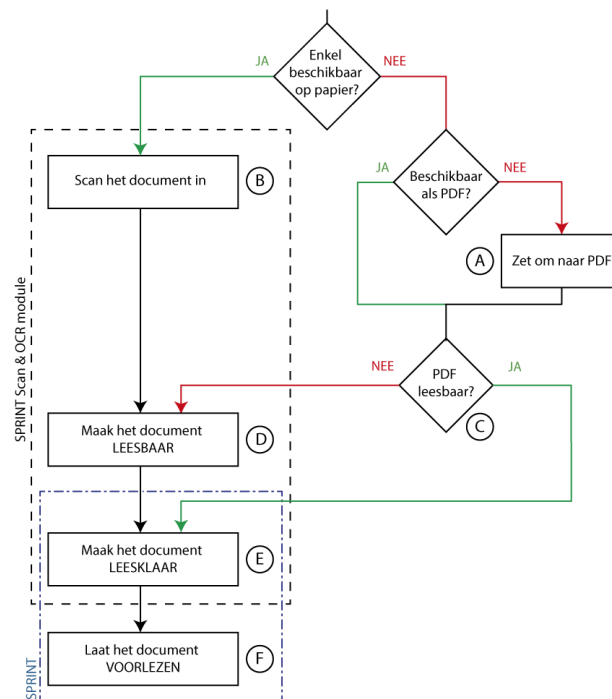 Enkel
beschikbaar
op papier?
JA
NEE
Beschikbaar
als PDF?
JA
NEE
Scan het document in
B
A
Zet om naar PDF
PDF
leesbaar?
NEE
JA
C
SPRINT Scan & OCR module
Maak het document
LEESBAAR
D
Maak het document
LEESKLAAR
E
Laat het document
VOORLEZEN
F
SPRINT